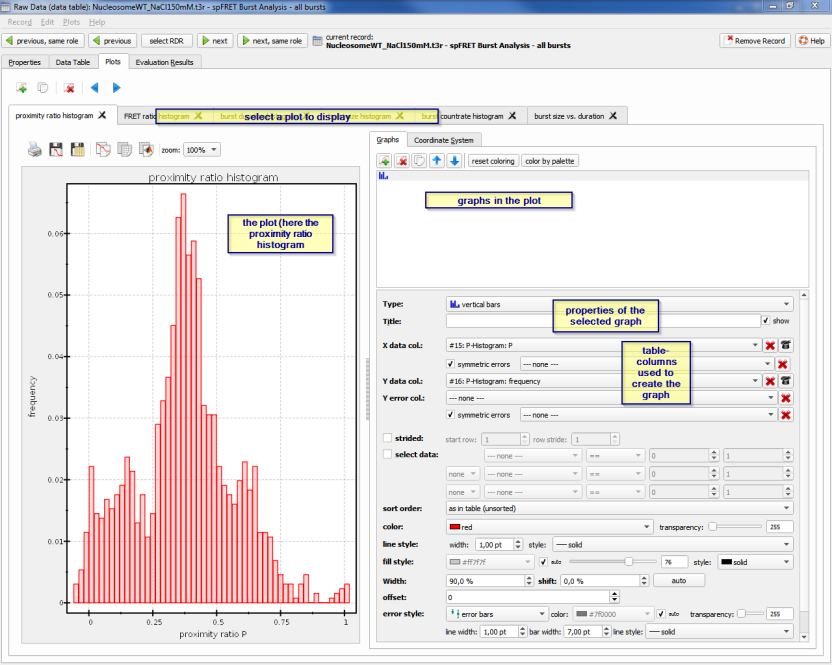 Raw Data (data table): NucleosomeWT_NaCl150mM.t3r - spFRET Burst Analysis - all bursts
Record Edit Plots Help
previous, same role previous select RDR next next, same role current record:
NucleosomeWT_NaCl150mM.t3r - spFRET Burst Analysis - all bursts Remove Record Help
Properties Data Table Plots Evaluation Results
proximity ratio histogram FRET ratio histogram select a plot to display histogram countrate histogram burst size vs. duration
zoom: 100%
Graphs Coordinate System
reset coloring color by palette
graphs in the plot
proximity ratio histogram
the plot (here the
proximity ratio
histogram
0.06
0.05
0.04
0.03
0.02
0.01
0
frequency
0 0.25 0.5 0.75 1
proximity ratio P
Type: vertical bars
Title: show
properties of the
selected graph
X data col.: #15: P-Histogram: P
symmetric errors --- none ---
Y data col.: #16: P-Histogram: frequency
Y error col.: --- none ---
symmetric errors --- none ---
table-
columns
used to
create the
graph
strided: start row: 1 row stride: 1
select data: --- none --- == 0 1
none --- none --- == 0 1
none --- none --- == 0 1
sort order: as in table (unsorted)
color: red transparency: 255
line style: width: 1,00 pt style: solid
fill style: #ff7f7f auto 76 style: solid
Width: 90,0 % shift: 0,0 % auto
offset: 0
error style: error bars color: #7f0000 auto transparency: 255
line width: 1,00 pt bar width: 7,00 pt line style: solid